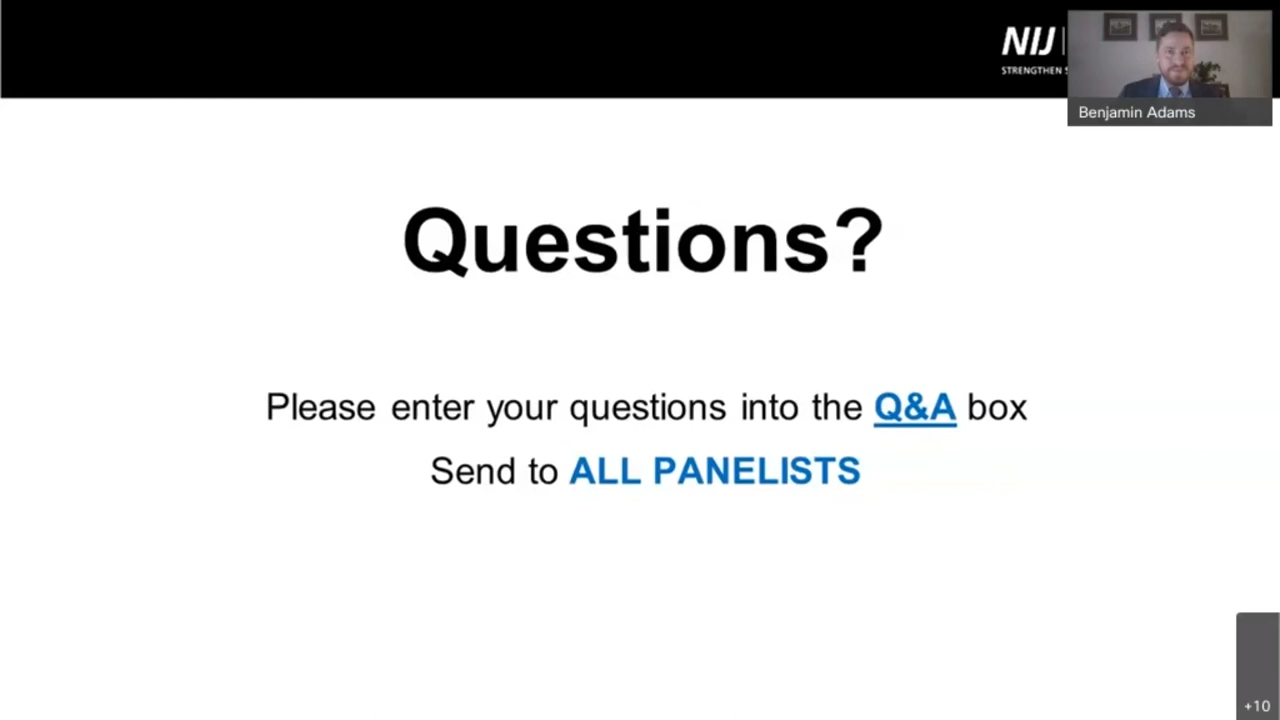 NIJ
STRENGTHEN
Benjamin Adams
Questions?
Please enter your questions into the Q&A box
Send to ALL PANELISTS
+10